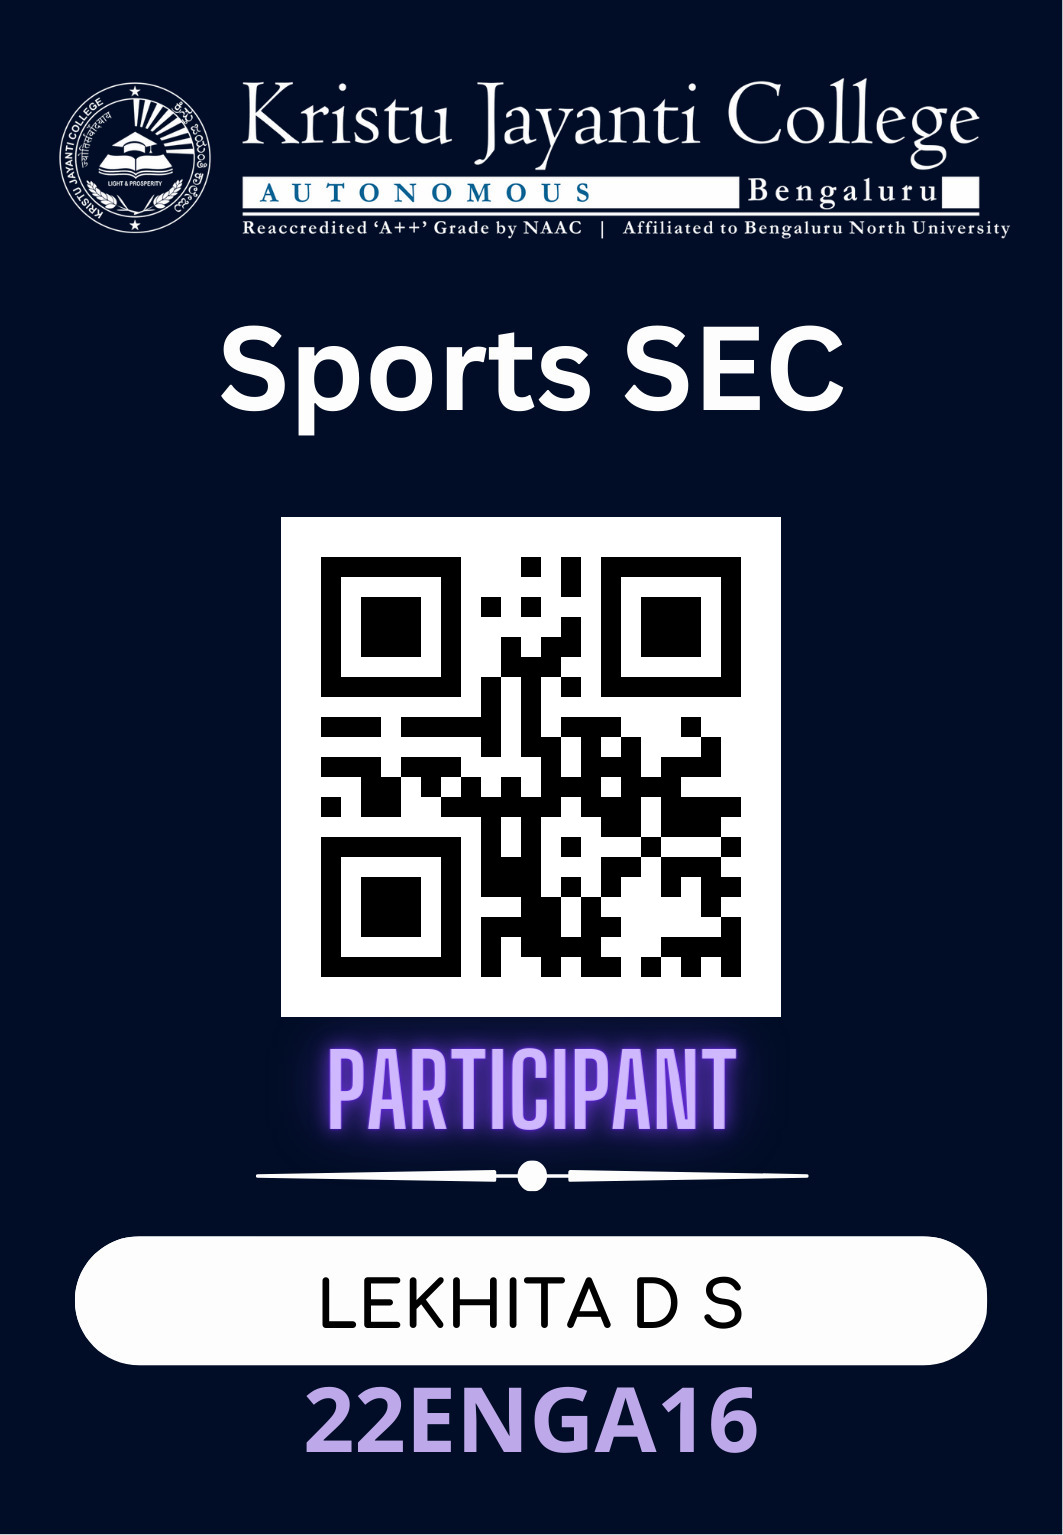 KRISTU JAYANTI COLLEGE
ಕ್ರಿಸ್ತು ಜಯಂತಿ ಕಾಲೇಜು
LIGHT & PROSPERITY
Kristu Jayanti College
AUTONOMOUS Bengaluru
Reaccredited ‘A++’ Grade by NAAC | Affiliated to Bengaluru North University
Sports SEC
PARTICIPANT
LEKHITA D S
22ENGA16